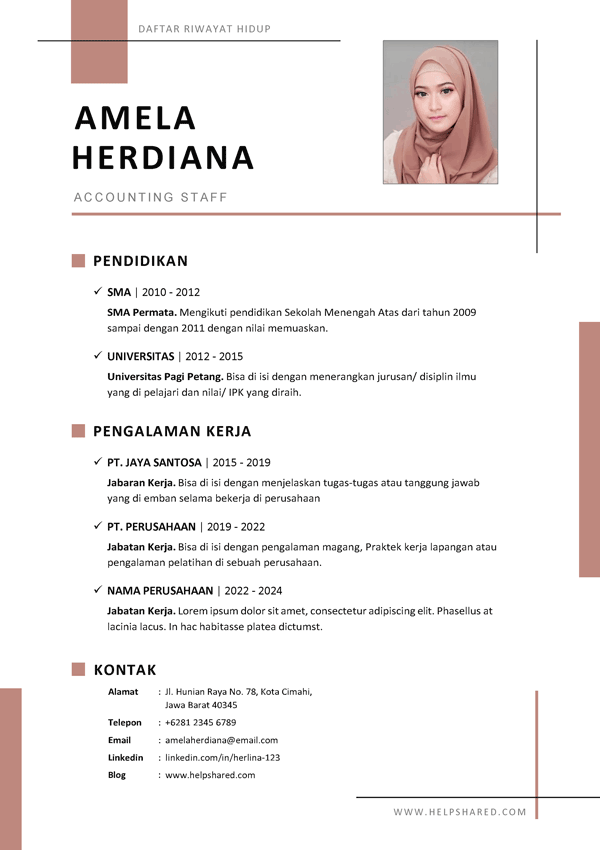 DAFTAR RIWAYAT HIDUP
AMELA
HERDIANA
ACCOUNTING STAFF
PENDIDIKAN
✓ SMA | 2010 - 2012
SMA Permata. Mengikuti pendidikan Sekolah Menengah Atas dari tahun 2009
sampai dengan 2011 dengan nilai memuaskan.
✓ UNIVERSITAS | 2012 - 2015
Universitas Pagi Petang. Bisa di isi dengan menerangkan jurusan/ disiplin ilmu
yang di pelajari dan nilai/ IPK yang diraih.
PENGALAMAN KERJA
✓ PT. JAYA SANTOSA | 2015 - 2019
Jabaran Kerja. Bisa di isi dengan menjelaskan tugas-tugas atau tanggung jawab
yang di emban selama bekerja di perusahaan
✓ PT. PERUSAHAAN | 2019 - 2022
Jabatan Kerja. Bisa di isi dengan pengalaman magang, Praktek kerja lapangan atau
pengalaman pelatihan di sebuah perusahaan.
✓ NAMA PERUSAHAAN | 2022 - 2024
Jabatan Kerja. Lorem ipsum dolor sit amet, consectetur adipiscing elit. Phasellus at
lacinia lacus. In hac habitasse platea dictumst.
KONTAK
Alamat : Jl. Hunian Raya No. 78, Kota Cimahi,
Jawa Barat 40345
Telepon : +6281 2345 6789
Email : amelaherdiana@email.com
Linkedin : linkedin.com/in/herlina-123
Blog : www.helpshared.com
WWW.HELPSHARED.COM